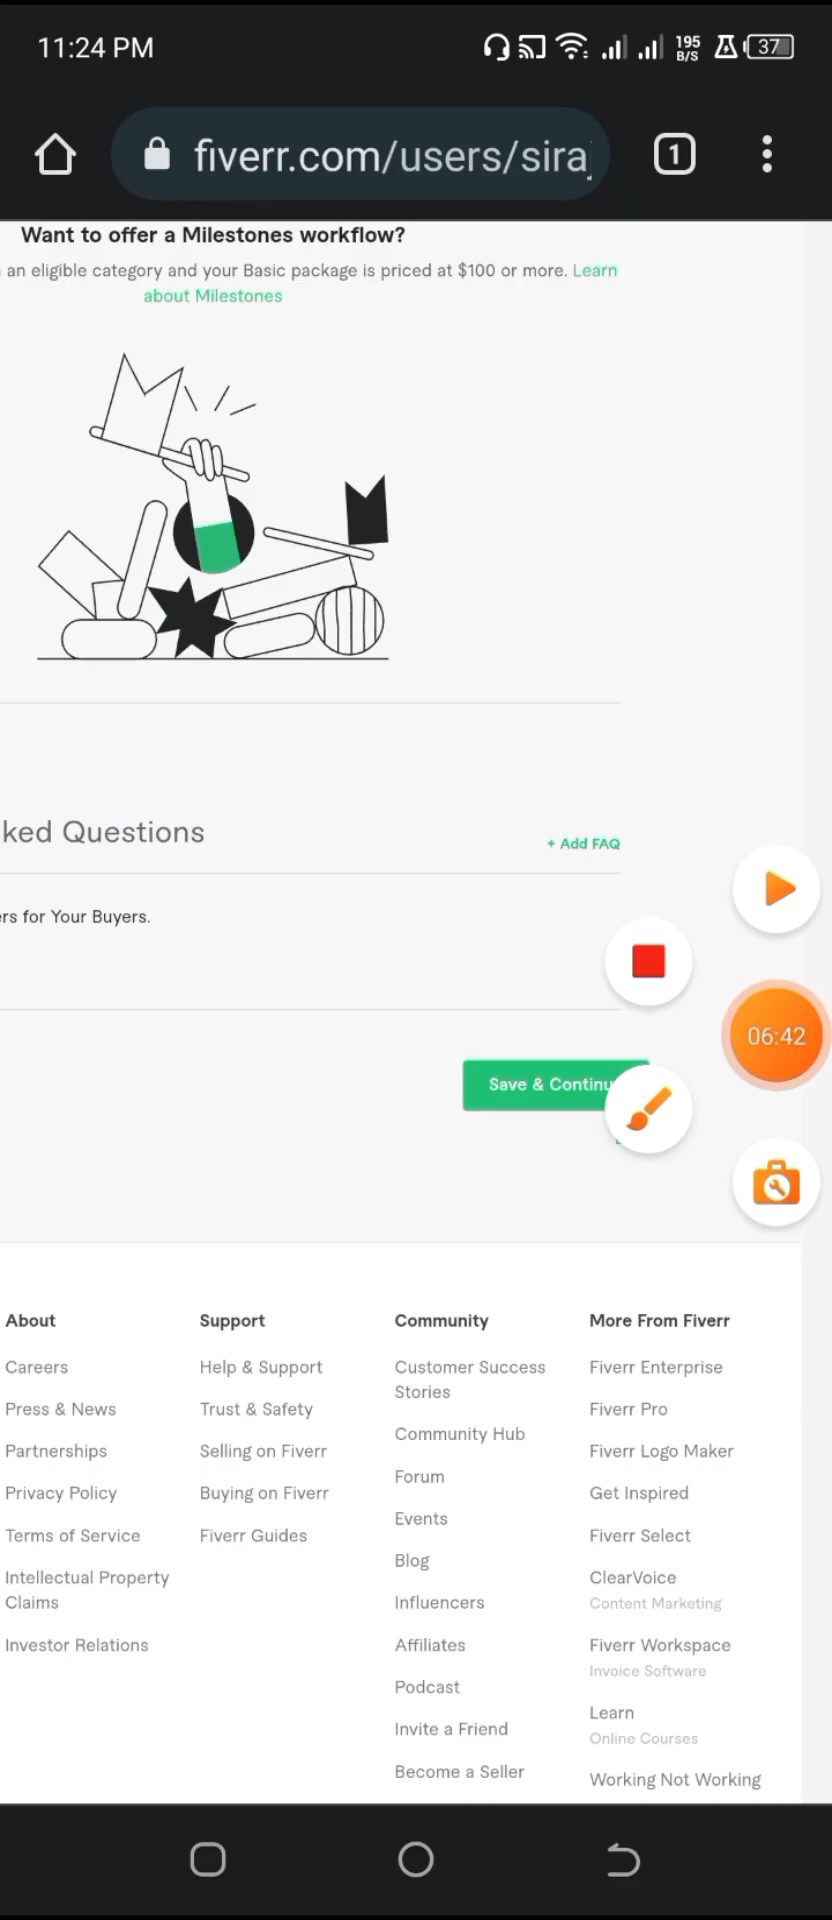 11:24 PM
195
B/S
37
fiverr.com/users/siraj
1
Want to offer a Milestones workflow?
an eligible category and your Basic package is priced at $100 or more. Learn
about Milestones
ked Questions
+ Add FAQ
ers for Your Buyers.
06:42
Save & Continu
About
Support
Community
More From Fiverr
Careers
Help & Support
Customer Success
Stories
Fiverr Enterprise
Press & News
Trust & Safety
Fiverr Pro
Community Hub
Partnerships
Selling on Fiverr
Fiverr Logo Maker
Forum
Privacy Policy
Buying on Fiverr
Get Inspired
Events
Terms of Service
Fiverr Guides
Fiverr Select
Blog
Intellectual Property
Claims
ClearVoice
Content Marketing
Influencers
Investor Relations
Affiliates
Fiverr Workspace
Invoice Software
Podcast
Learn
Online Courses
Invite a Friend
Become a Seller
Working Not Working